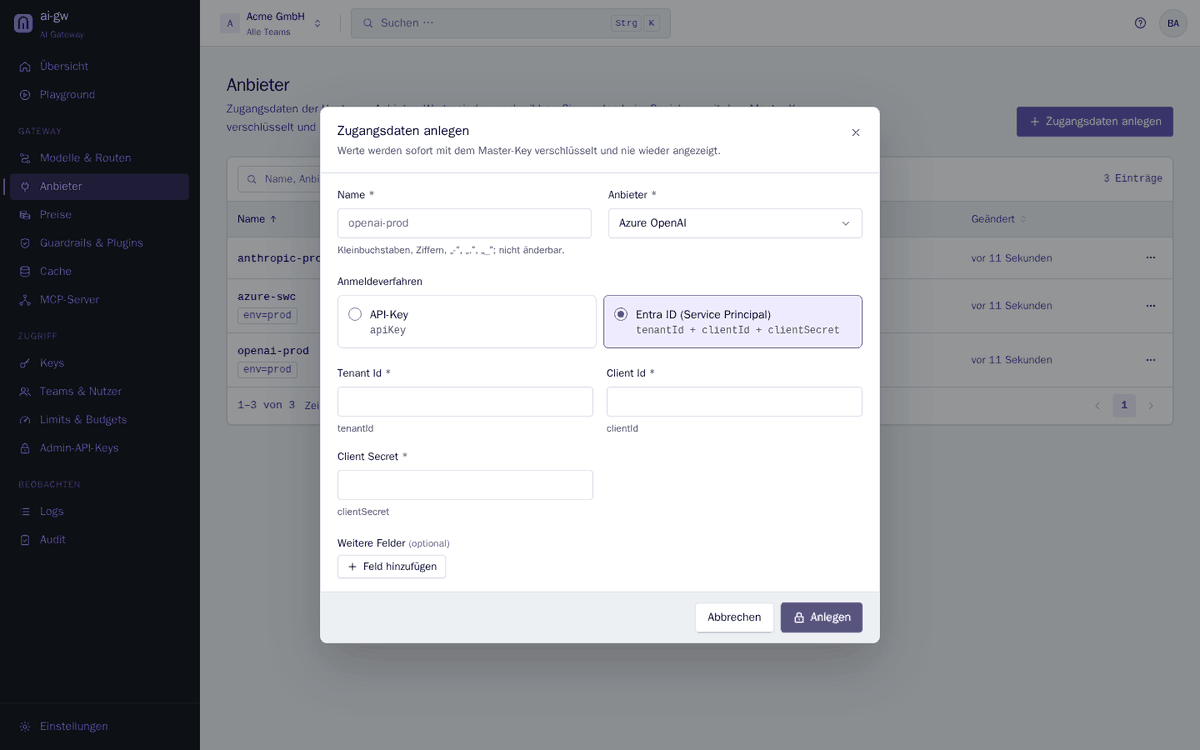 ai-gw
AI Gateway
Übersicht
Playground
GATEWAY
Modelle & Routen
Anbieter
Preise
Guardrails & Plugins
Cache
MCP-Server
ZUGRIFF
Keys
Teams & Nutzer
Limits & Budgets
Admin-API-Keys
BEOBACHTEN
Logs
Audit
Einstellungen
A
Acme GmbH
Alle Teams
Suchen ···
Strg K
BA
Anbieter
Zugangsdaten der
verschlüsselt und
+ Zugangsdaten anlegen
Name, Anbi
3 Einträge
Name ↑
Geändert
anthropic-pro
vor 11 Sekunden
azure-swc
env=prod
vor 11 Sekunden
openai-prod
env=prod
vor 11 Sekunden
1–3 von 3 Zei
1
Zugangsdaten anlegen
Werte werden sofort mit dem Master-Key verschlüsselt und nie wieder angezeigt.
Name *
openai-prod
Kleinbuchstaben, Ziffern, „-“, „.“, „_“; nicht änderbar.
Anbieter *
Azure OpenAI
Anmeldeverfahren
API-Key
apiKey
Entra ID (Service Principal)
tenantId + clientId + clientSecret
Tenant Id *
tenantId
Client Id *
clientId
Client Secret *
clientSecret
Weitere Felder (optional)
+ Feld hinzufügen
Abbrechen
Anlegen